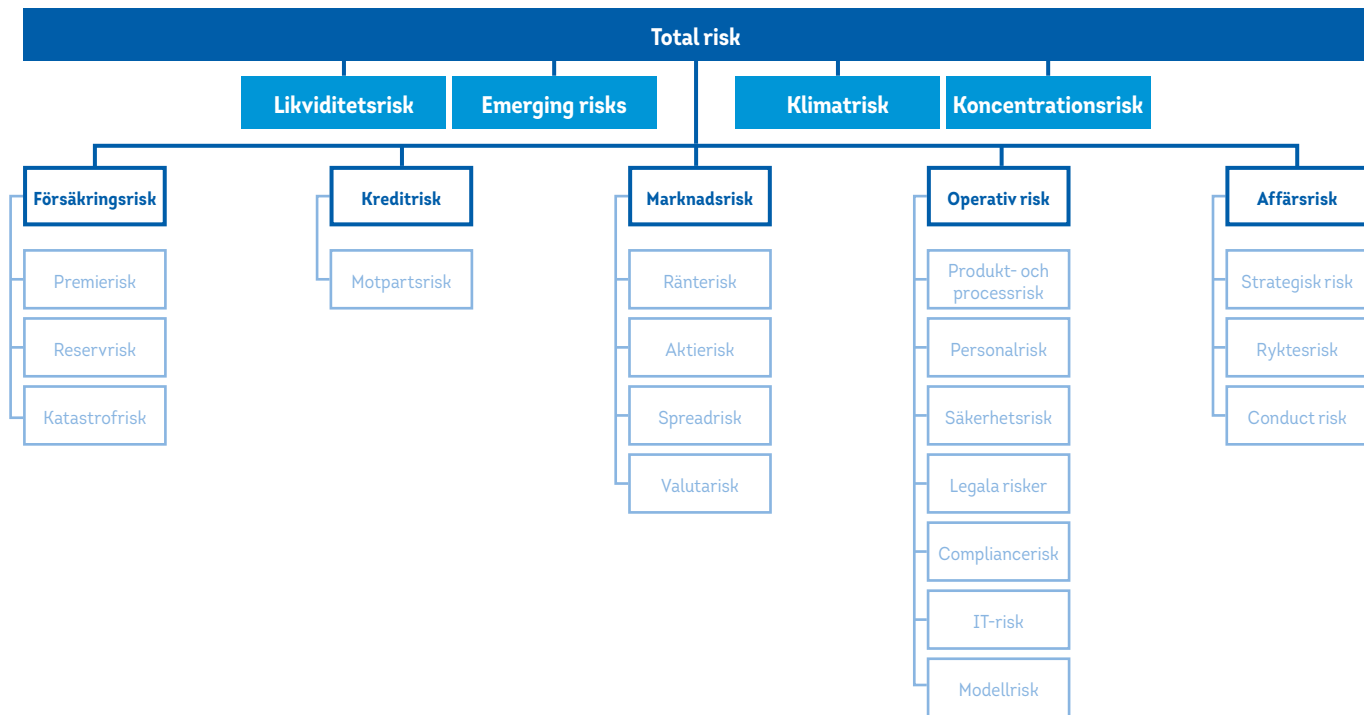 Total risk
Likviditetsrisk
Emerging risks
Klimatrisk
Koncentrationsrisk
Försäkringsrisk
Premierisk
Reservrisk
Katastrofrisk
Kreditrisk
Motpartsrisk
Marknadsrisk
Ränterisk
Aktierisk
Spreadrisk
Valutarisk
Operativ risk
Produkt- och
processrisk
Personalrisk
Säkerhetsrisk
Legala risker
Compliancerisk
IT-risk
Modellrisk
Affärsrisk
Strategisk risk
Ryktesrisk
Conduct risk